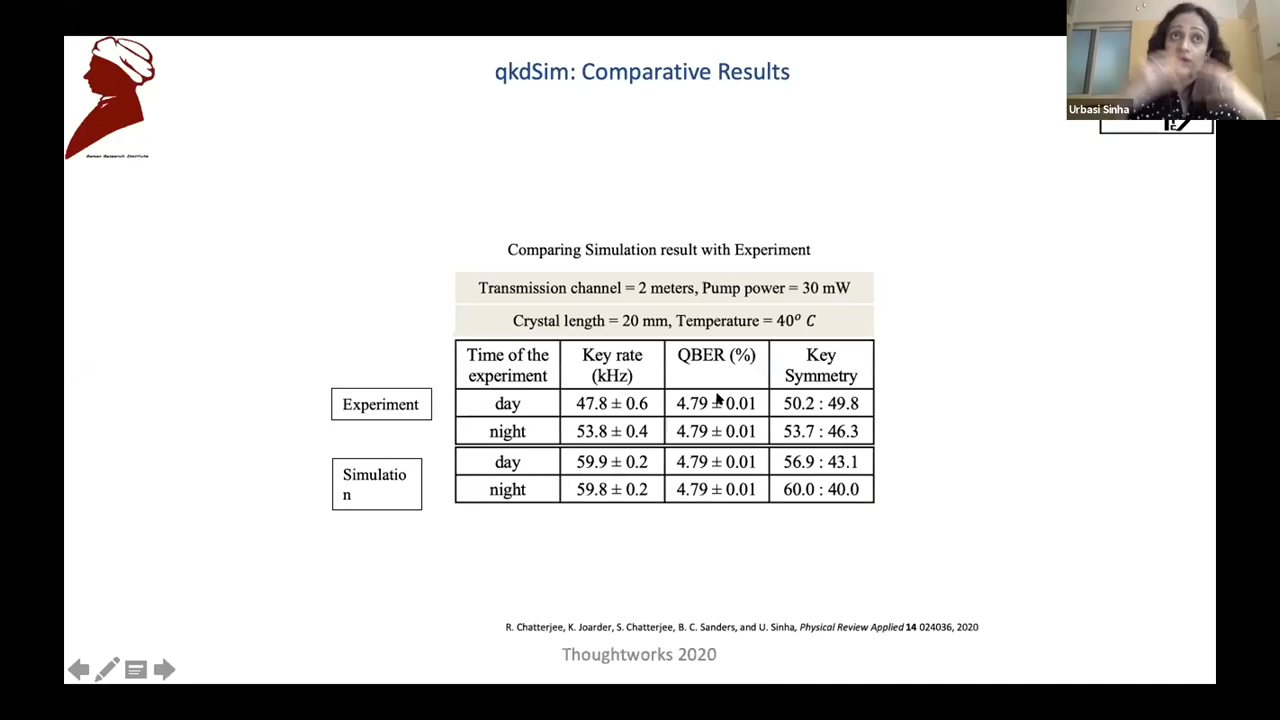 qkdSim: Comparative Results
Urbasi Sinha
Raman Research Institute
Comparing Simulation result with Experiment
Transmission channel = 2 meters, Pump power = 30 mW
Crystal length = 20 mm, Temperature = 40° C
Time of the experiment Key rate (kHz) QBER (%) Key Symmetry
Experiment day 47.8 ± 0.6 4.79 ± 0.01 50.2 : 49.8
night 53.8 ± 0.4 4.79 ± 0.01 53.7 : 46.3
Simulation day 59.9 ± 0.2 4.79 ± 0.01 56.9 : 43.1
night 59.8 ± 0.2 4.79 ± 0.01 60.0 : 40.0
R. Chatterjee, K. Joarder, S. Chatterjee, B. C. Sanders, and U. Sinha, Physical Review Applied 14 024036, 2020
Thoughtworks 2020